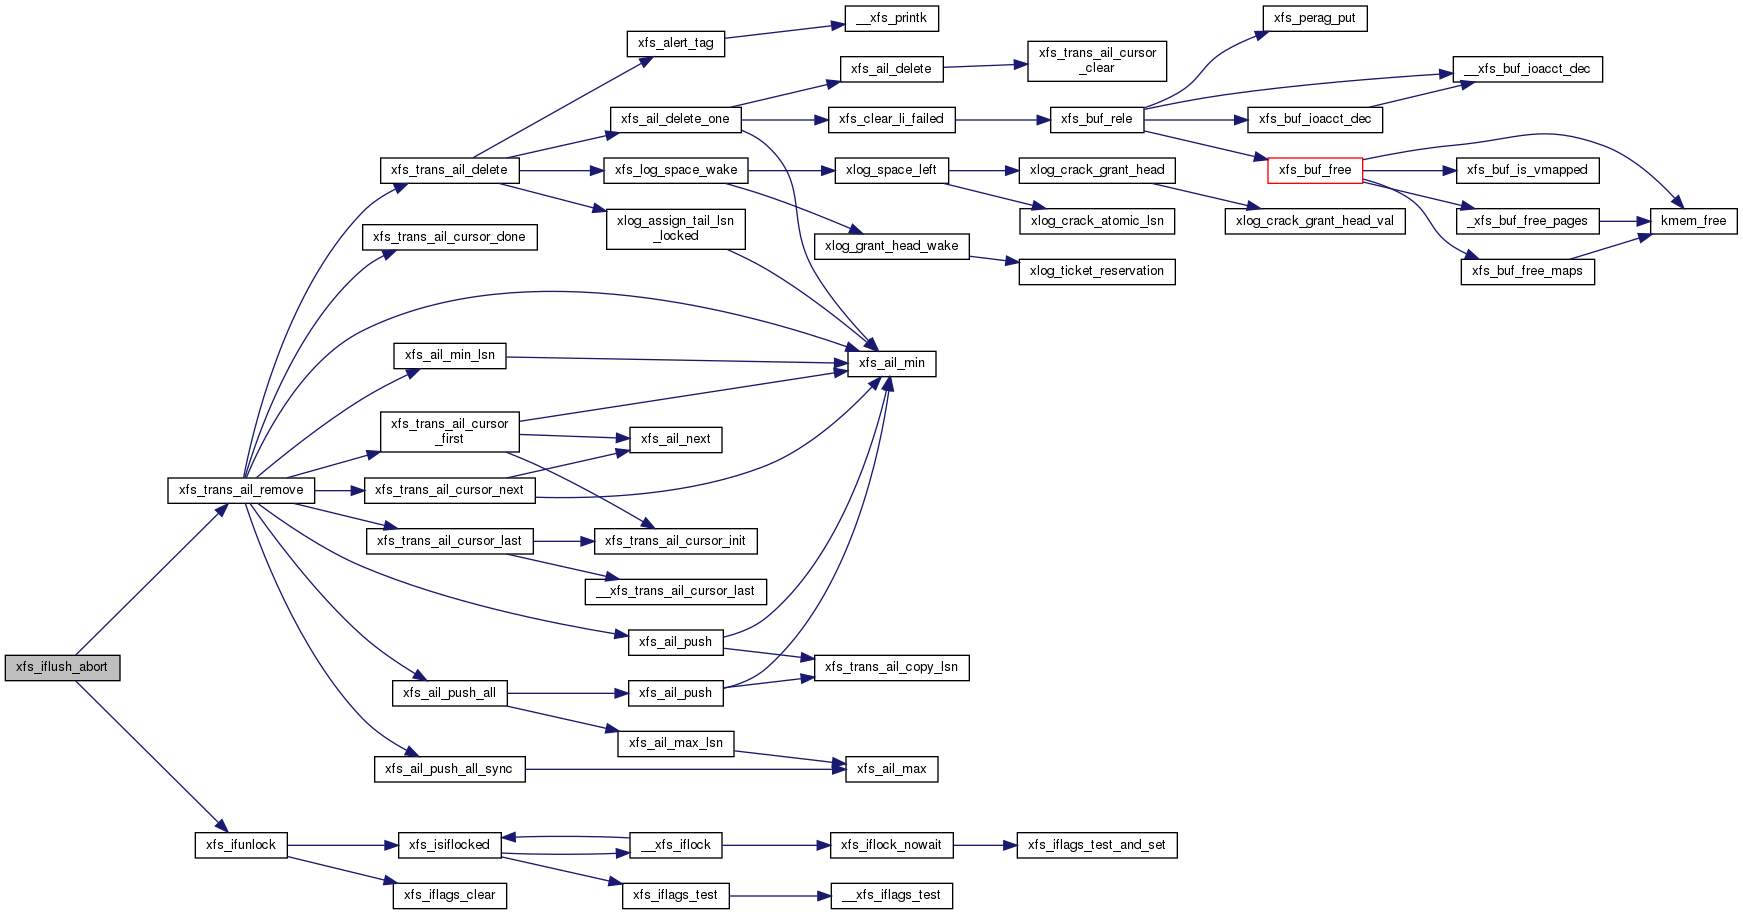 __xfs_printk
xfs_perag_put
xfs_alert_tag
xfs_trans_ail_cursor
_clear
xfs_ail_delete
__xfs_buf_ioacct_dec
xfs_ail_delete_one
xfs_clear_li_failed
xfs_buf_rele
xfs_buf_ioacct_dec
xfs_trans_ail_delete
xfs_log_space_wake
xlog_space_left
xlog_crack_grant_head
xfs_buf_free
xfs_buf_is_vmapped
xlog_assign_tail_lsn
_locked
xlog_crack_atomic_lsn
xlog_crack_grant_head_val
_xfs_buf_free_pages
kmem_free
xfs_trans_ail_cursor_done
xlog_grant_head_wake
xlog_ticket_reservation
xfs_buf_free_maps
xfs_ail_min_lsn
xfs_ail_min
xfs_trans_ail_cursor
_first
xfs_ail_next
xfs_trans_ail_remove
xfs_trans_ail_cursor_next
xfs_trans_ail_cursor_last
xfs_trans_ail_cursor_init
__xfs_trans_ail_cursor_last
xfs_ail_push
xfs_iflush_abort
xfs_trans_ail_copy_lsn
xfs_ail_push_all
xfs_ail_push
xfs_ail_max_lsn
xfs_ail_push_all_sync
xfs_ail_max
xfs_ifunlock
xfs_isiflocked
__xfs_iflock
xfs_iflock_nowait
xfs_iflags_test_and_set
xfs_iflags_clear
xfs_iflags_test
__xfs_iflags_test